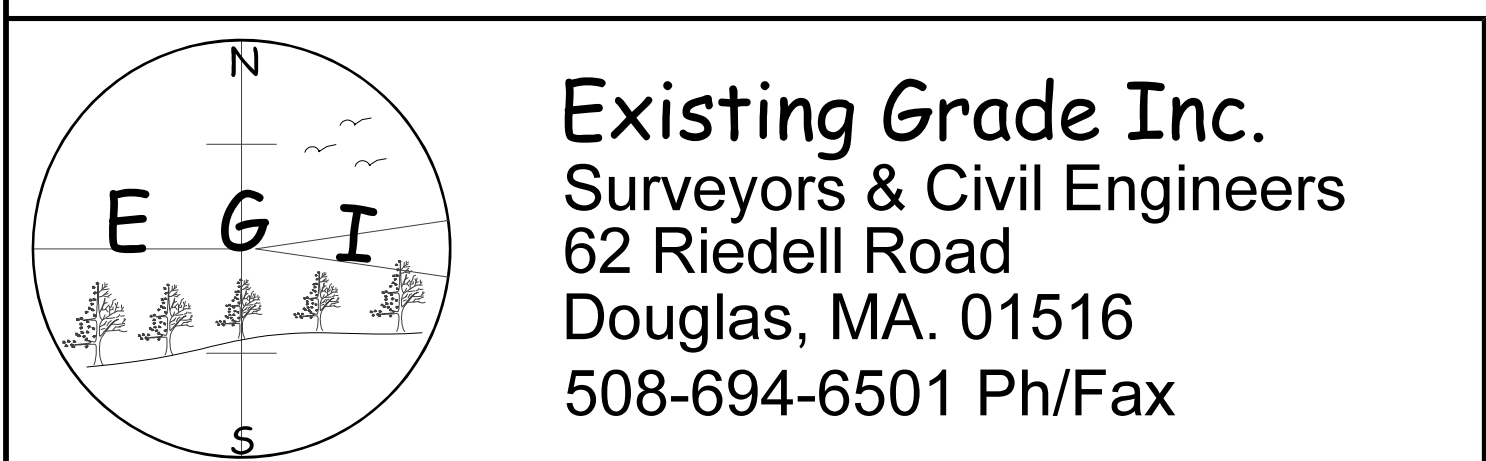 N
E G I
S
Existing Grade Inc.
Surveyors & Civil Engineers
62 Riedell Road
Douglas, MA. 01516
508-694-6501 Ph/Fax